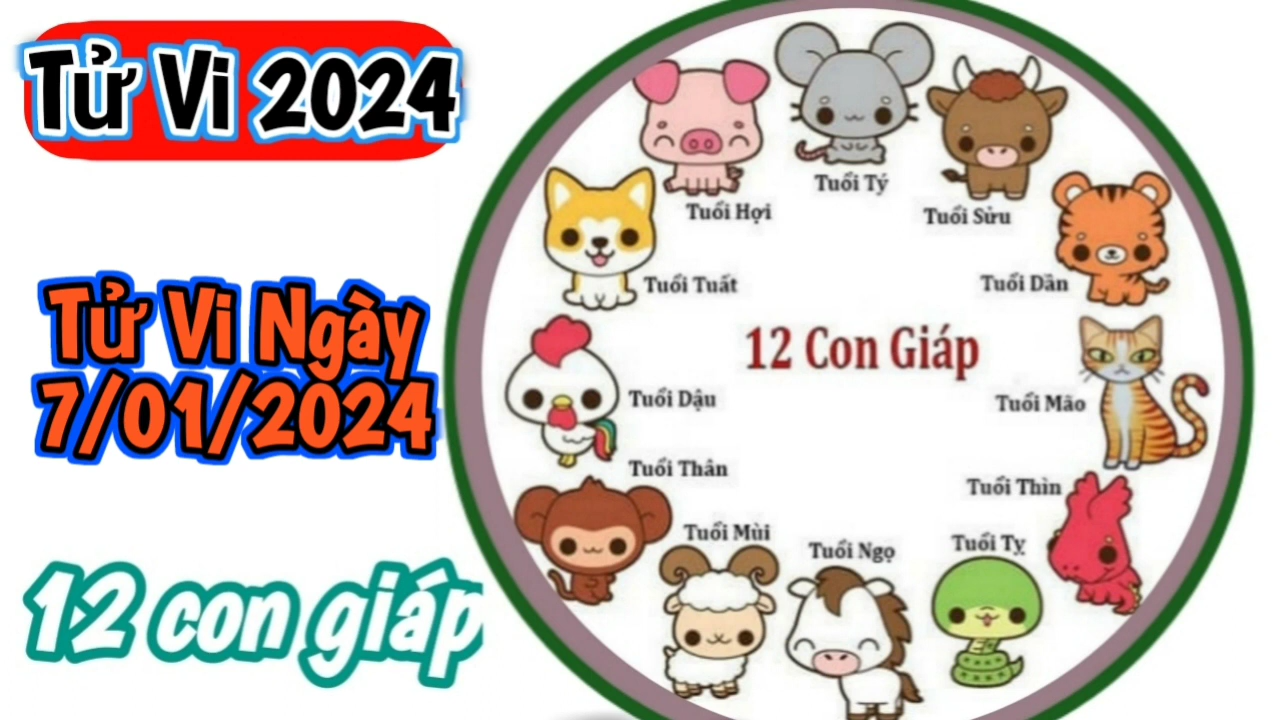 Tử Vi 2024
Tử Vi Ngày
7/01/2024
12 con giáp
Tuổi Tý
Tuổi Hợi
Tuổi Sửu
Tuổi Tuất
Tuổi Dần
12 Con Giáp
Tuổi Dậu
Tuổi Mão
Tuổi Thân
Tuổi Thìn
Tuổi Mùi
Tuổi Ngọ
Tuổi Tỵ